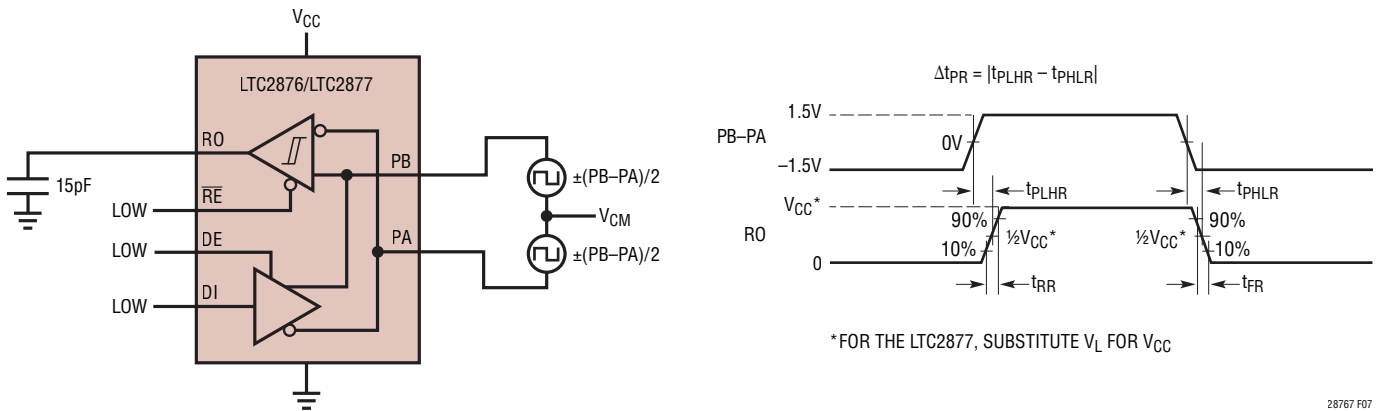 VCC
LTC2876/LTC2877
RO
15pF
RE
LOW
PB
±(PB–PA)/2
VCM
DE
LOW
PA
±(PB–PA)/2
DI
LOW
ΔtPR = |tPLHR – tPHLR|
PB–PA
1.5V
0V
–1.5V
tPLHR
tPHLR
RO
VCC*
90%
½VCC*
10%
0
½VCC*
90%
10%
tRR
tFR
*FOR THE LTC2877, SUBSTITUTE VL FOR VCC
28767 F07